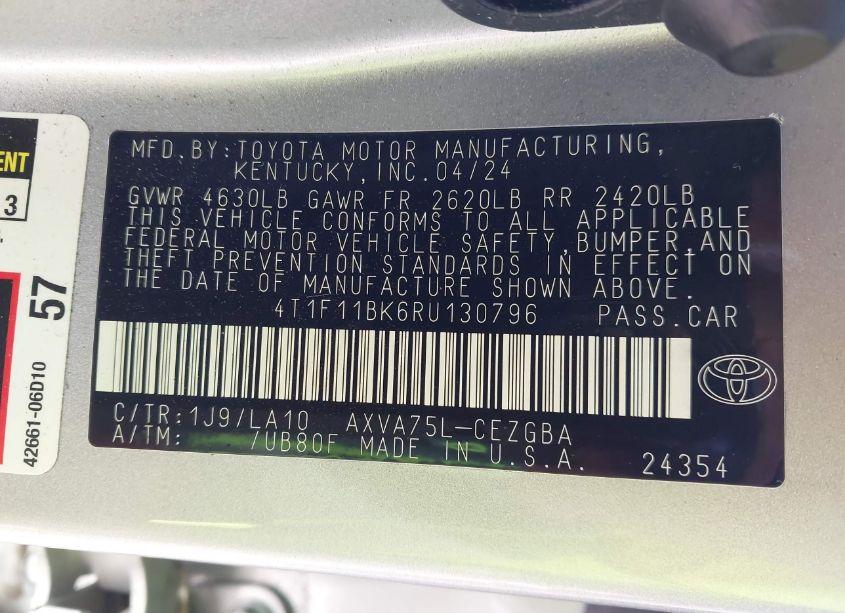 MFD.BY:TOYOTA MOTOR MANUFACTURING,
KENTUCKY,INC.04/24
GVWR 4630LB GAWR FR 2620LB RR 2420LB
THIS VEHICLE CONFORMS TO ALL APPLICABLE
FEDERAL MOTOR VEHICLE SAFETY,BUMPER,AND
THEFT PREVENTION STANDARDS IN EFFECT ON
THE DATE OF MANUFACTURE SHOWN ABOVE.
4T1F11BK6RU130796 PASS.CAR
C/TR:1J9/LA10 AXVA75L-CEZGBA
A/TM: /UB80F MADE IN U.S.A. 24354
ENT
3
57
42661-06D10